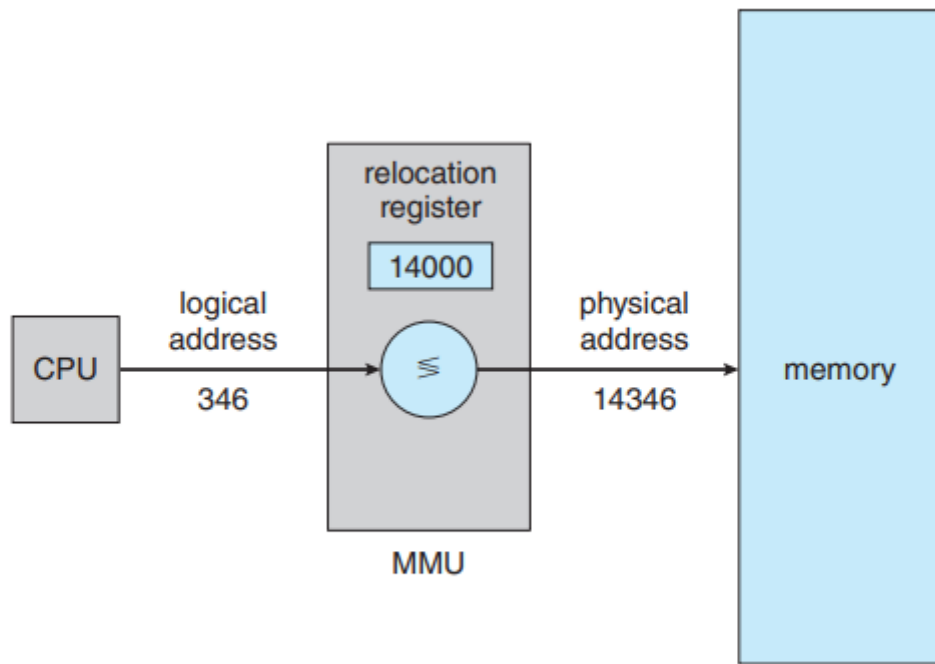 relocation
register
14000
logical
address
physical
address
CPU
≶
memory
346
14346
MMU